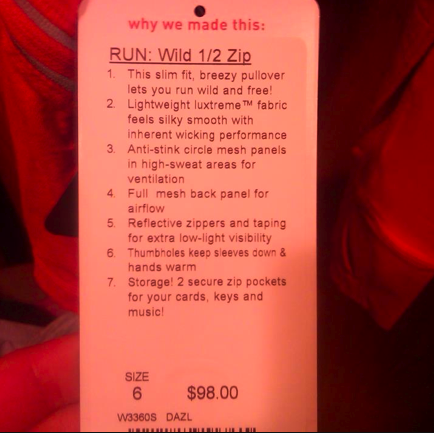 why we made this:
RUN: Wild 1/2 Zip
1. This slim fit, breezy pullover
lets you run wild and free!
2. Lightweight luxtreme™ fabric
feels silky smooth with
inherent wicking performance
3. Anti-stink circle mesh panels
in high-sweat areas for
ventilation
4. Full mesh back panel for
airflow
5. Reflective zippers and taping
for extra low-light visibility
6. Thumbholes keep sleeves down &
hands warm
7. Storage! 2 secure zip pockets
for your cards, keys and
music!
SIZE
6 $98.00
W3360S DAZL